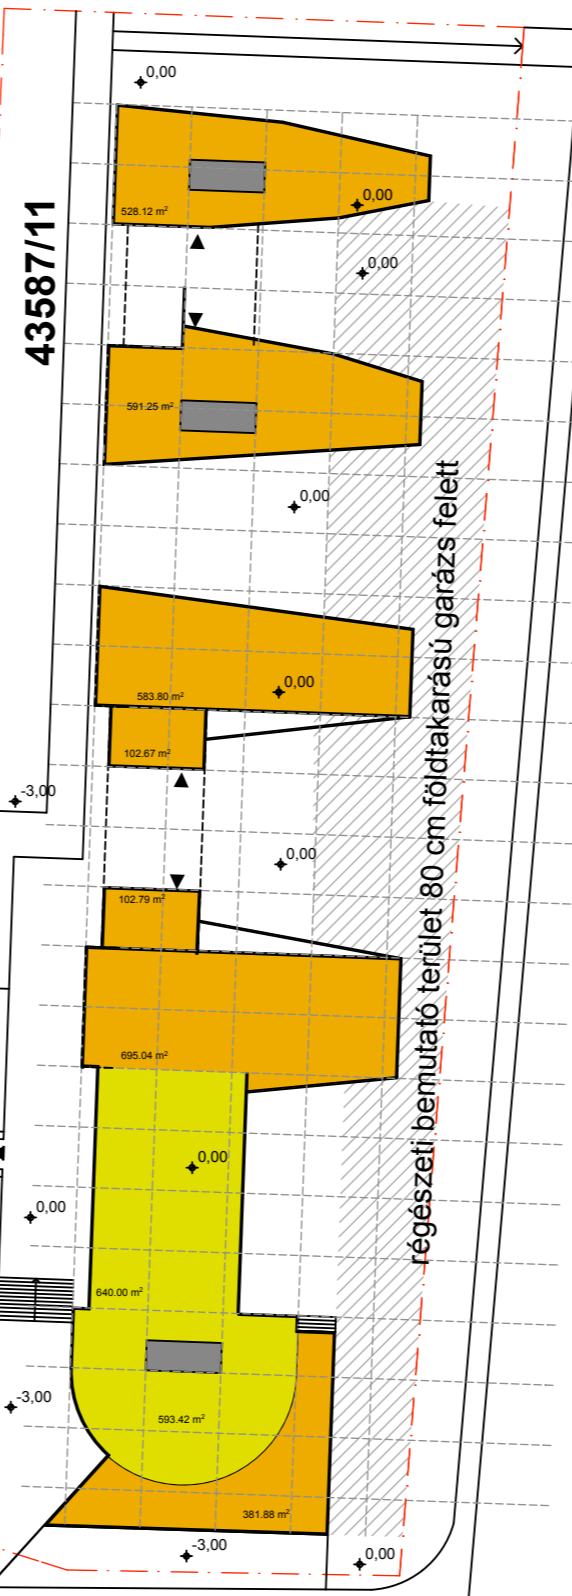 0,00
528.12 m²
0,00
43587/11
0,00
591.25 m²
0,00
régészeti bemutató terület 80 cm földtakarású garázs felett
583.80 m²
0,00
102.67 m²
-3,00
0,00
102.79 m²
695.04 m²
0,00
0,00
640.00 m²
-3,00
593.42 m²
381.88 m²
-3,00
0,00